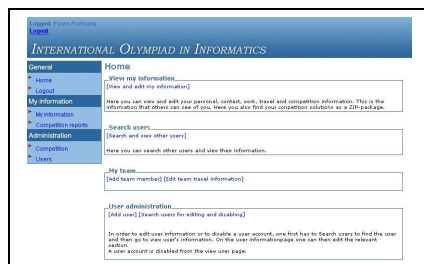 Logged: Paavo Porkkana
Logout
INTERNATIONAL OLYMPIAD IN INFORMATICS
General
Home
Logout
My information
My information
Competition reports
Administration
Competition
Users
Home
View my information
[View and edit my information]
Here you can view and edit your personal, contact, work, travel and competition information. This is the
information that others can see of you. Here you also find your competition solutions as a ZIP-package.
Search users
[Search and view other users]
Here you can search other users and view their information.
My team
[Add team member] [Edit team travel information]
User administration
[Add user] [Search users for editing and disabling]
In order to edit user information or to disable a user account, one first has to Search users to find the user
and then go to view user's information. On the user informationpage one can then edit the relevant
section.
A user account is disabled from the view user page.